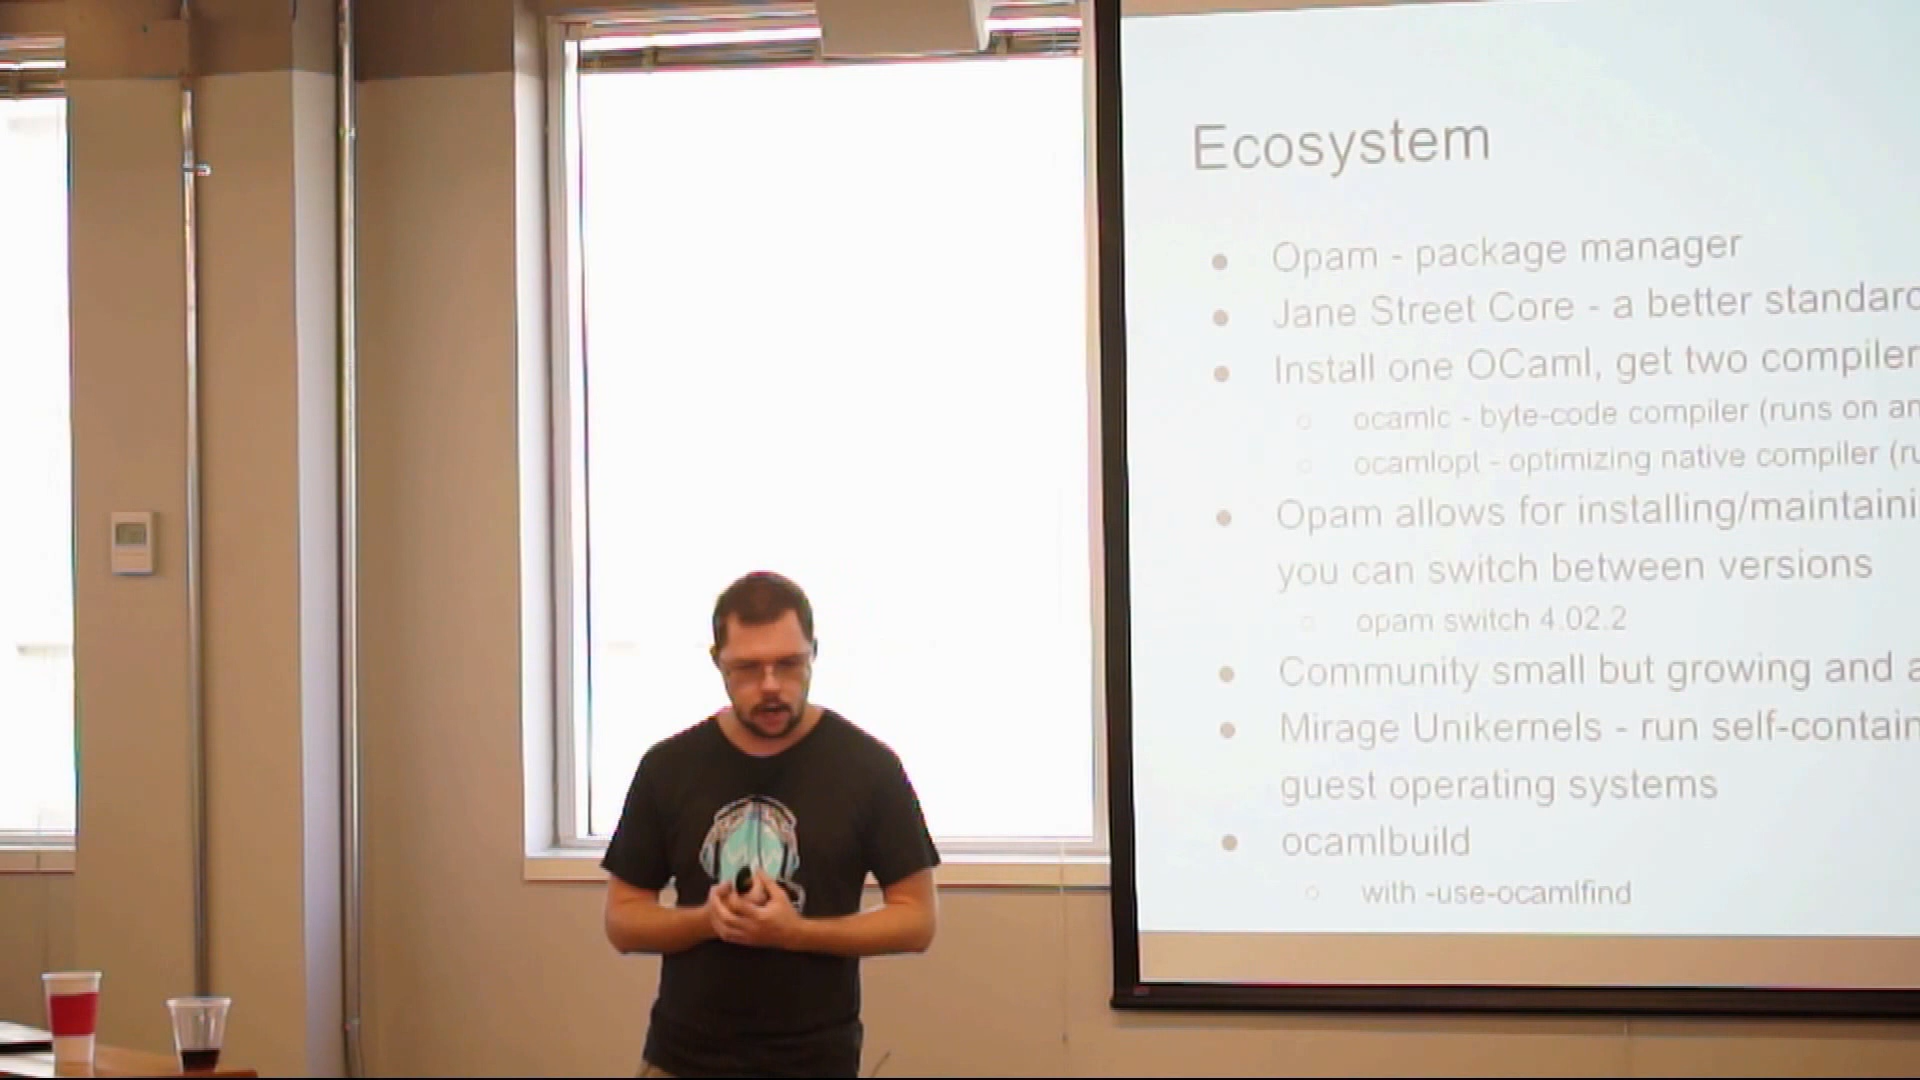 Ecosystem
Opam - package manager
Jane Street Core - a better standard
Install one OCaml, get two compiler
ocamlc - byte-code compiler (runs on an
ocamlopt - optimizing native compiler (ru
Opam allows for installing/maintaini
you can switch between versions
opam switch 4.02.2
Community small but growing and a
Mirage Unikernels - run self-contain
guest operating systems
ocamlbuild
with -use-ocamlfind